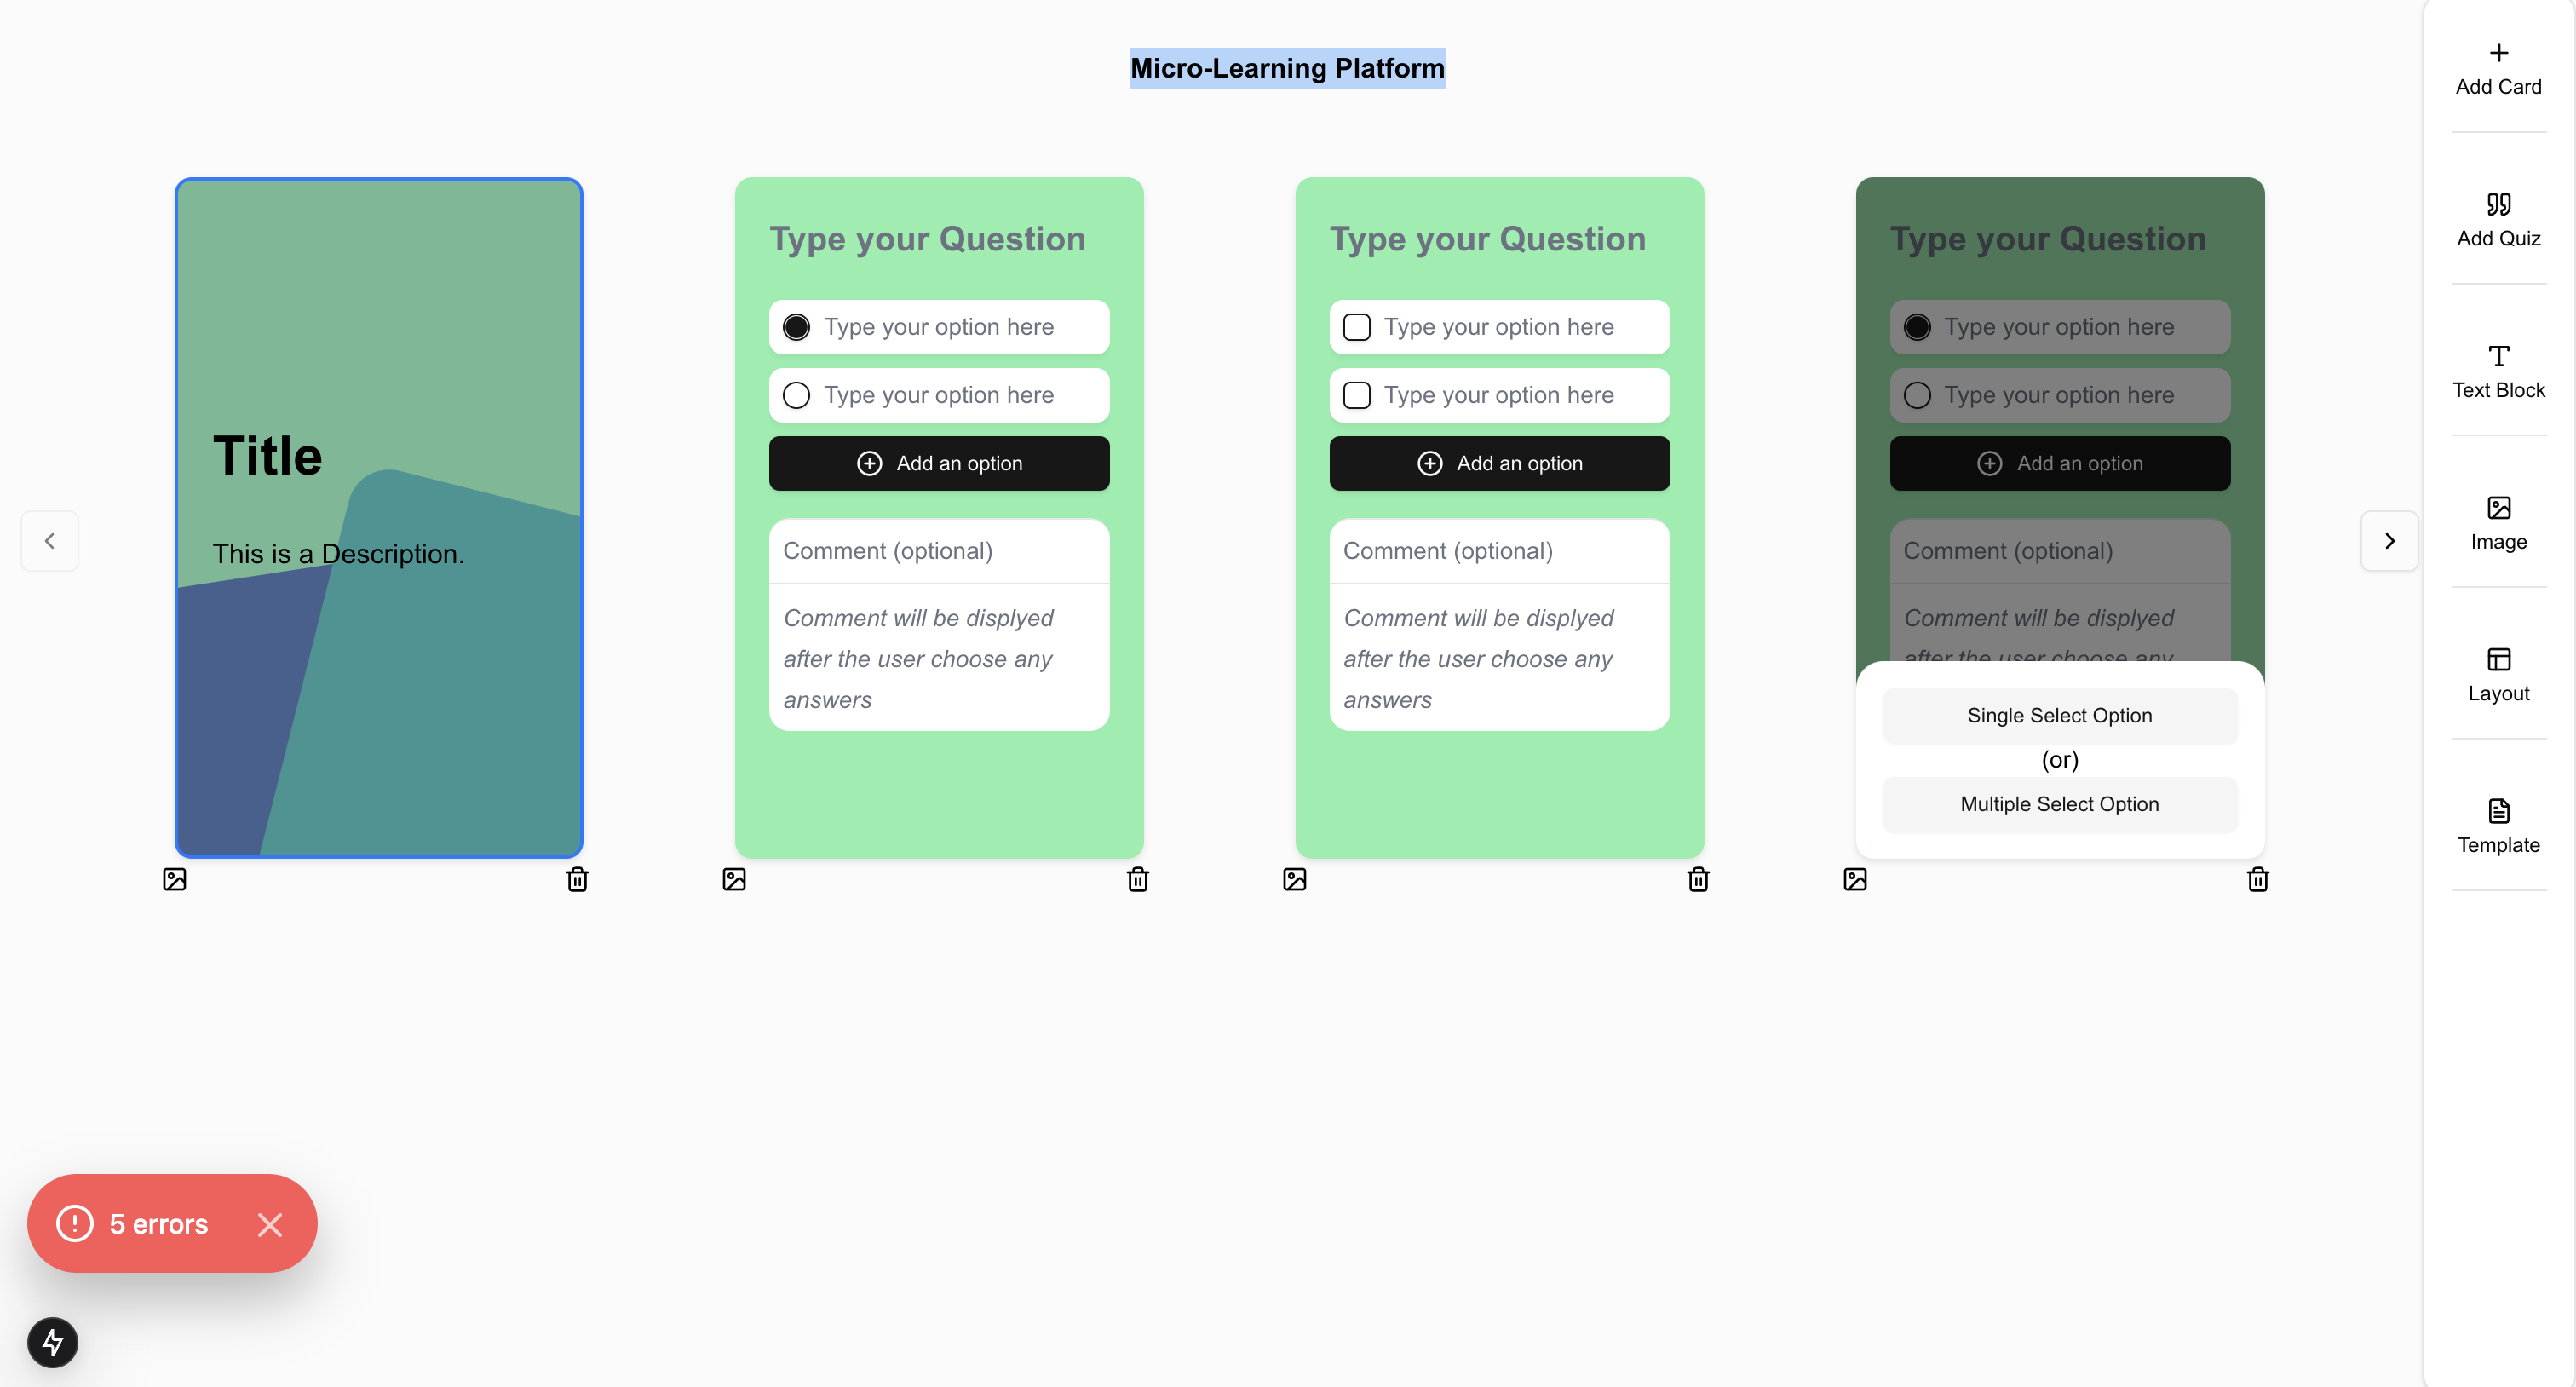 Micro-Learning Platform
Title
This is a Description.
Type your Question
Type your option here
Type your option here
Add an option
Comment (optional)
Comment will be displyed
after the user choose any
answers
Type your Question
Type your option here
Type your option here
Add an option
Comment (optional)
Comment will be displyed
after the user choose any
answers
Type your Question
Type your option here
Type your option here
Add an option
Comment (optional)
Comment will be displyed
after the user choose any
Single Select Option
(or)
Multiple Select Option
Add Card
Add Quiz
Text Block
Image
Layout
Template
5 errors